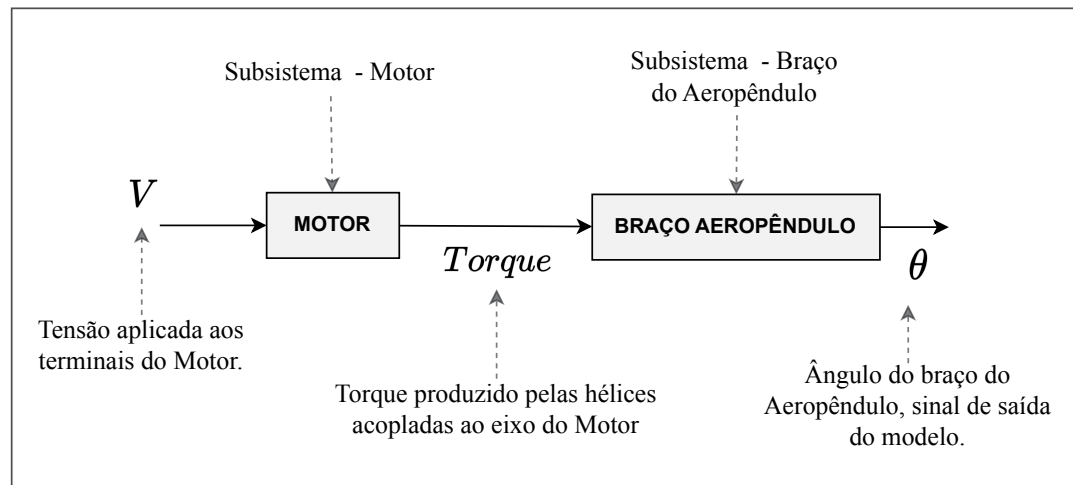 Subsistema - Motor
Subsistema - Braço
do Aeropêndulo
V
MOTOR
Torque
BRAÇO AEROPÊNDULO
θ
Tensão aplicada aos
terminais do Motor.
Torque produzido pelas hélices
acopladas ao eixo do Motor
Ângulo do braço do
Aeropêndulo, sinal de saída
do modelo.